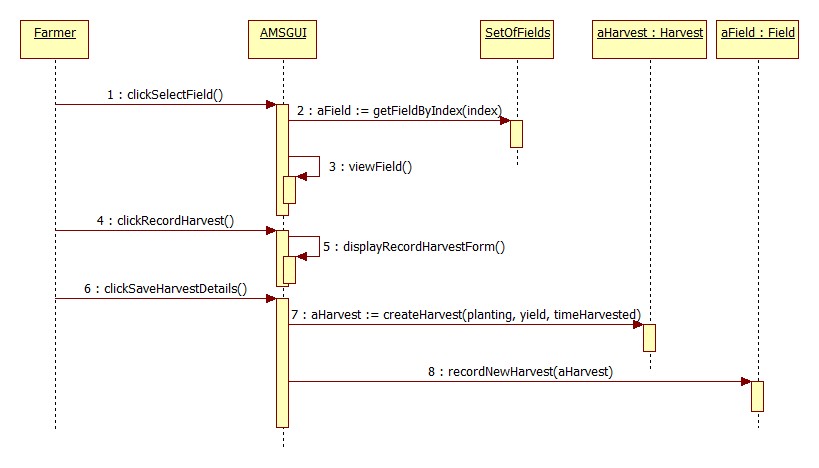 Farmer
AMSGUI
SetOfFields
aHarvest : Harvest
aField : Field
1 : clickSelectField()
2 : aField := getFieldByIndex(index)
3 : viewField()
4 : clickRecordHarvest()
5 : displayRecordHarvestForm()
6 : clickSaveHarvestDetails()
7 : aHarvest := createHarvest(planting, yield, timeHarvested)
8 : recordNewHarvest(aHarvest)